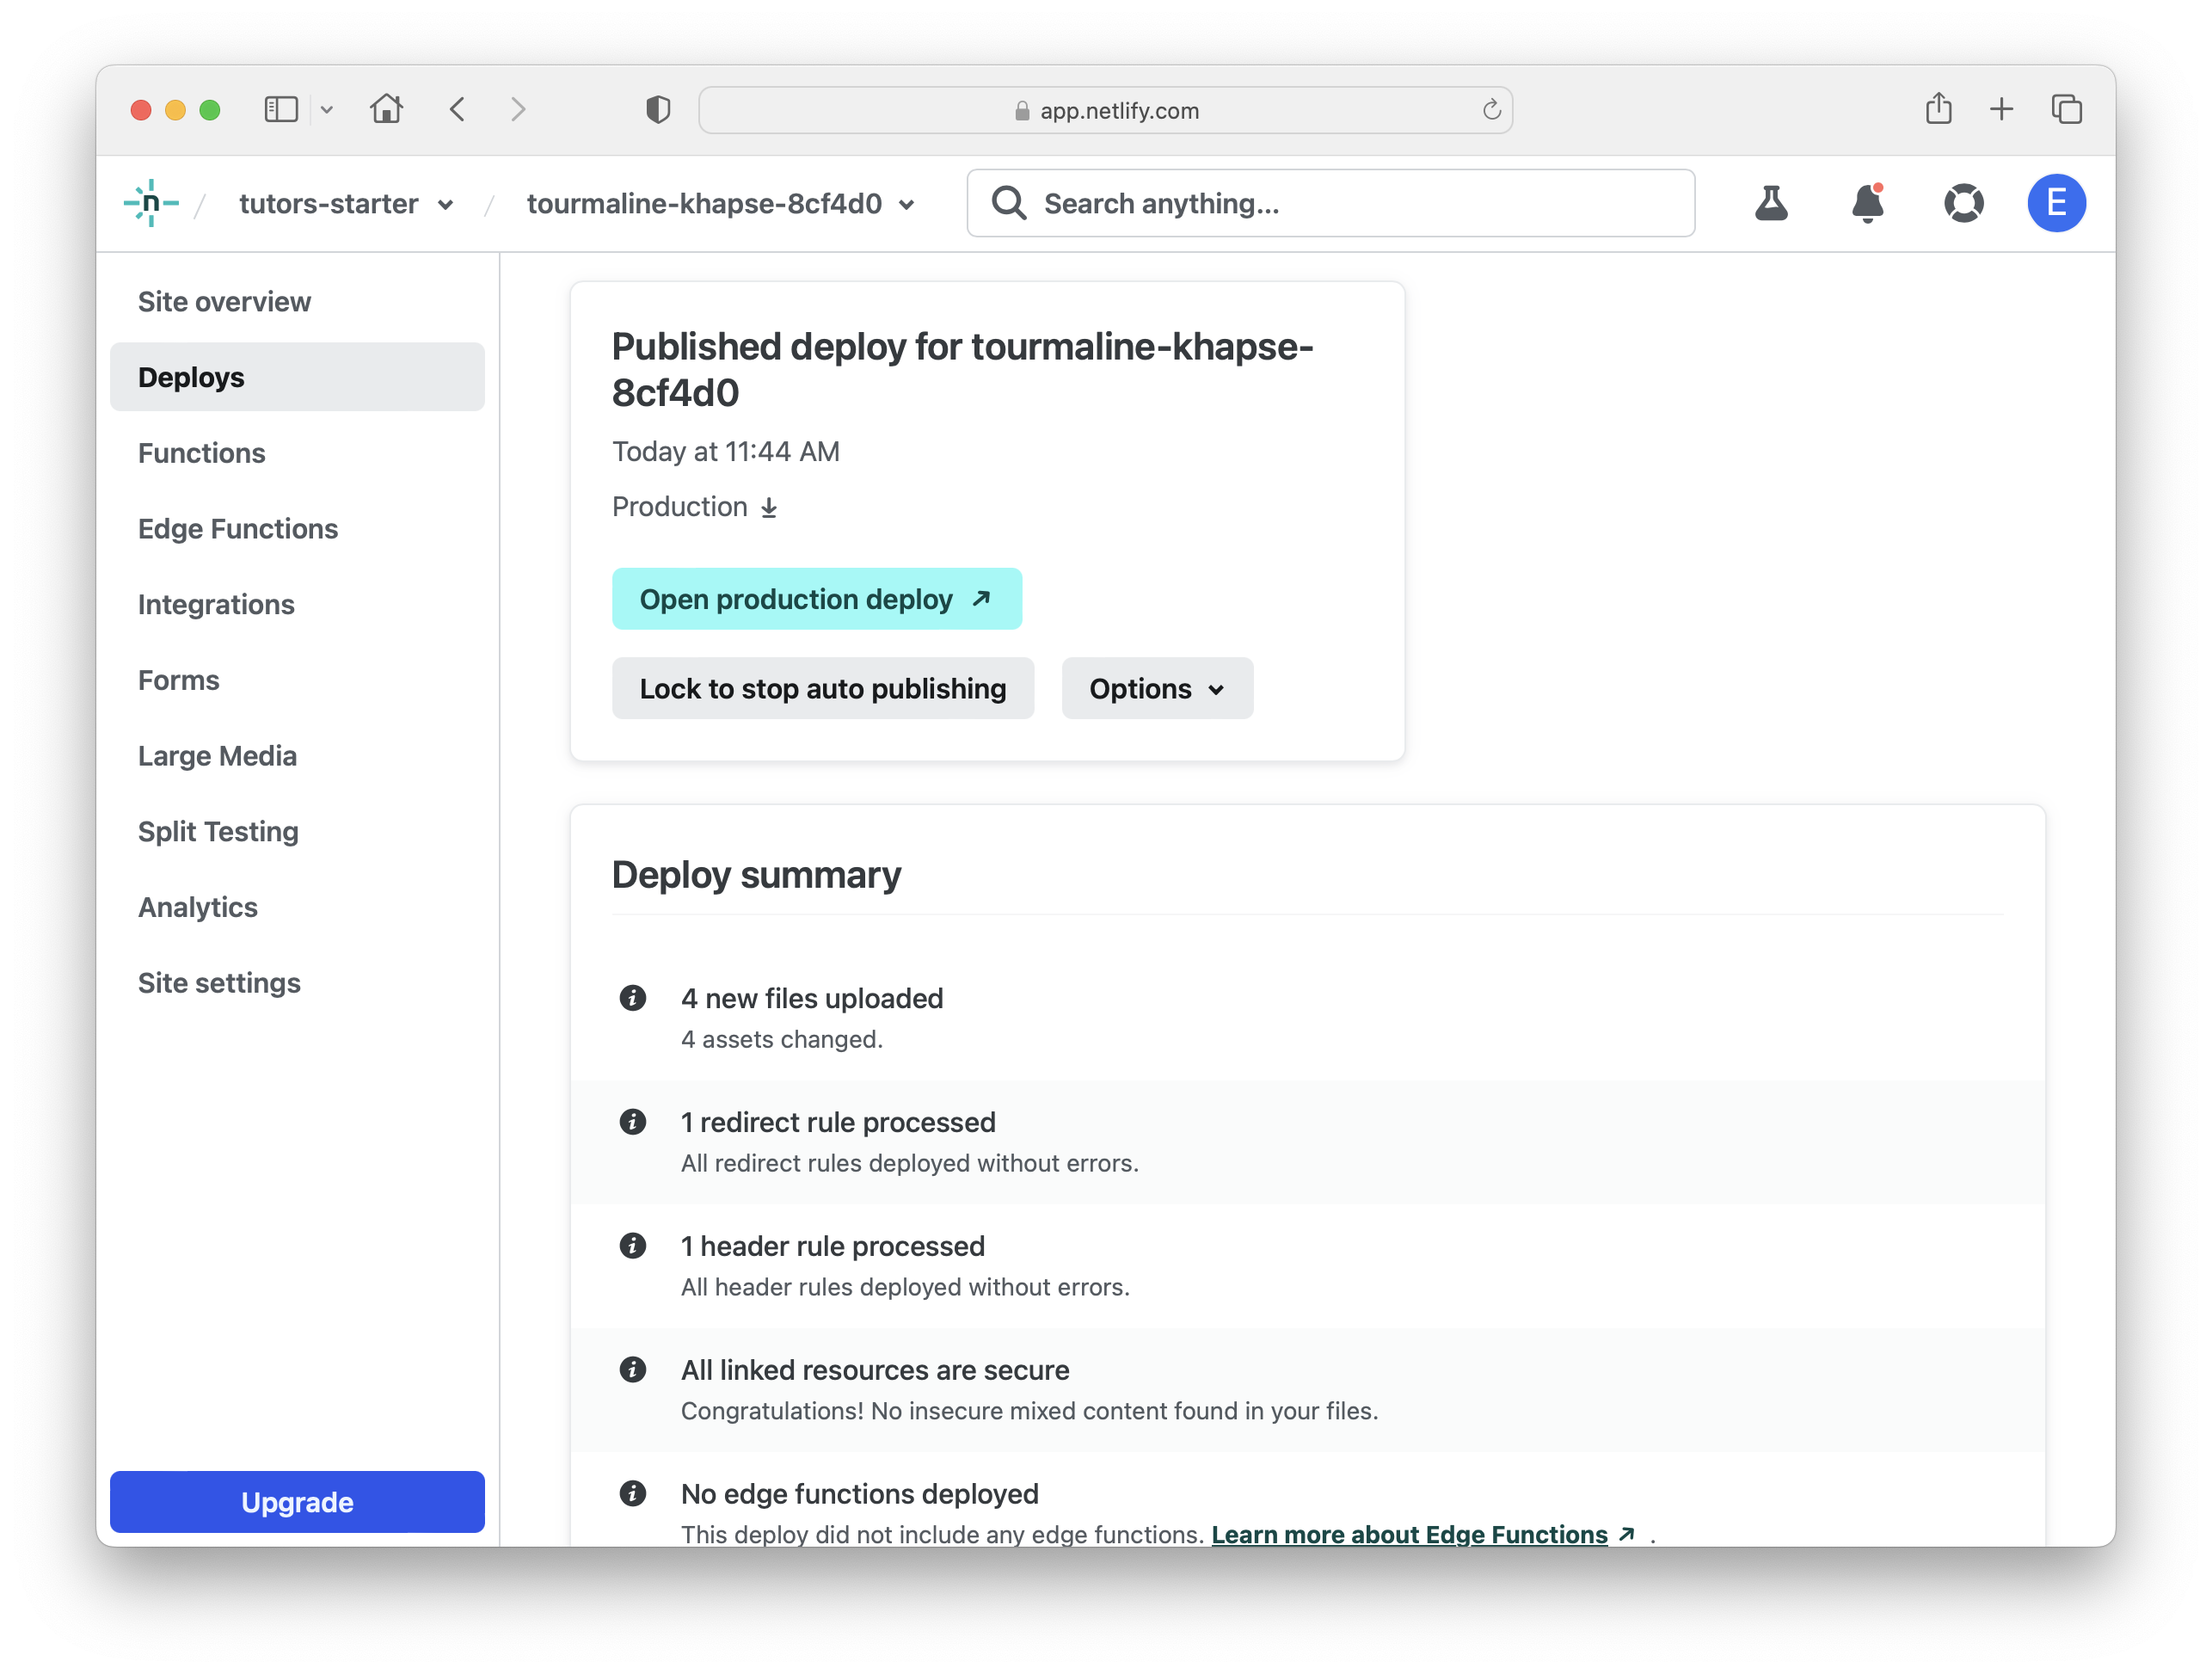 app.netlify.com
n / tutors-starter / tourmaline-khapse-8cf4d0 Search anything... E
Site overview
Deploys
Functions
Edge Functions
Integrations
Forms
Large Media
Split Testing
Analytics
Site settings
Upgrade
Published deploy for tourmaline-khapse-
8cf4d0
Today at 11:44 AM
Production
Open production deploy
Lock to stop auto publishing Options
Deploy summary
4 new files uploaded
4 assets changed.
1 redirect rule processed
All redirect rules deployed without errors.
1 header rule processed
All header rules deployed without errors.
All linked resources are secure
Congratulations! No insecure mixed content found in your files.
No edge functions deployed
This deploy did not include any edge functions. Learn more about Edge Functions .